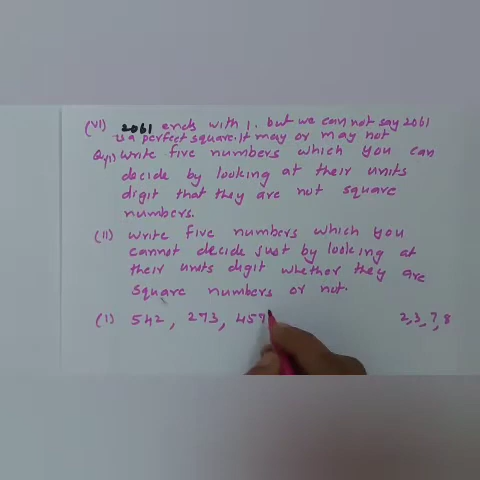 (VI) 2061 ends with 1. but we can not say 2061
is a perfect square. it may or may not
Q1) Write five numbers which you can
decide by looking at their units
digit that they are not square
numbers.
(II) Write five numbers which you
cannot decide just by looking at
their units digit whether they are
square numbers or not.
(I) 542, 273, 457 2,3,7,8